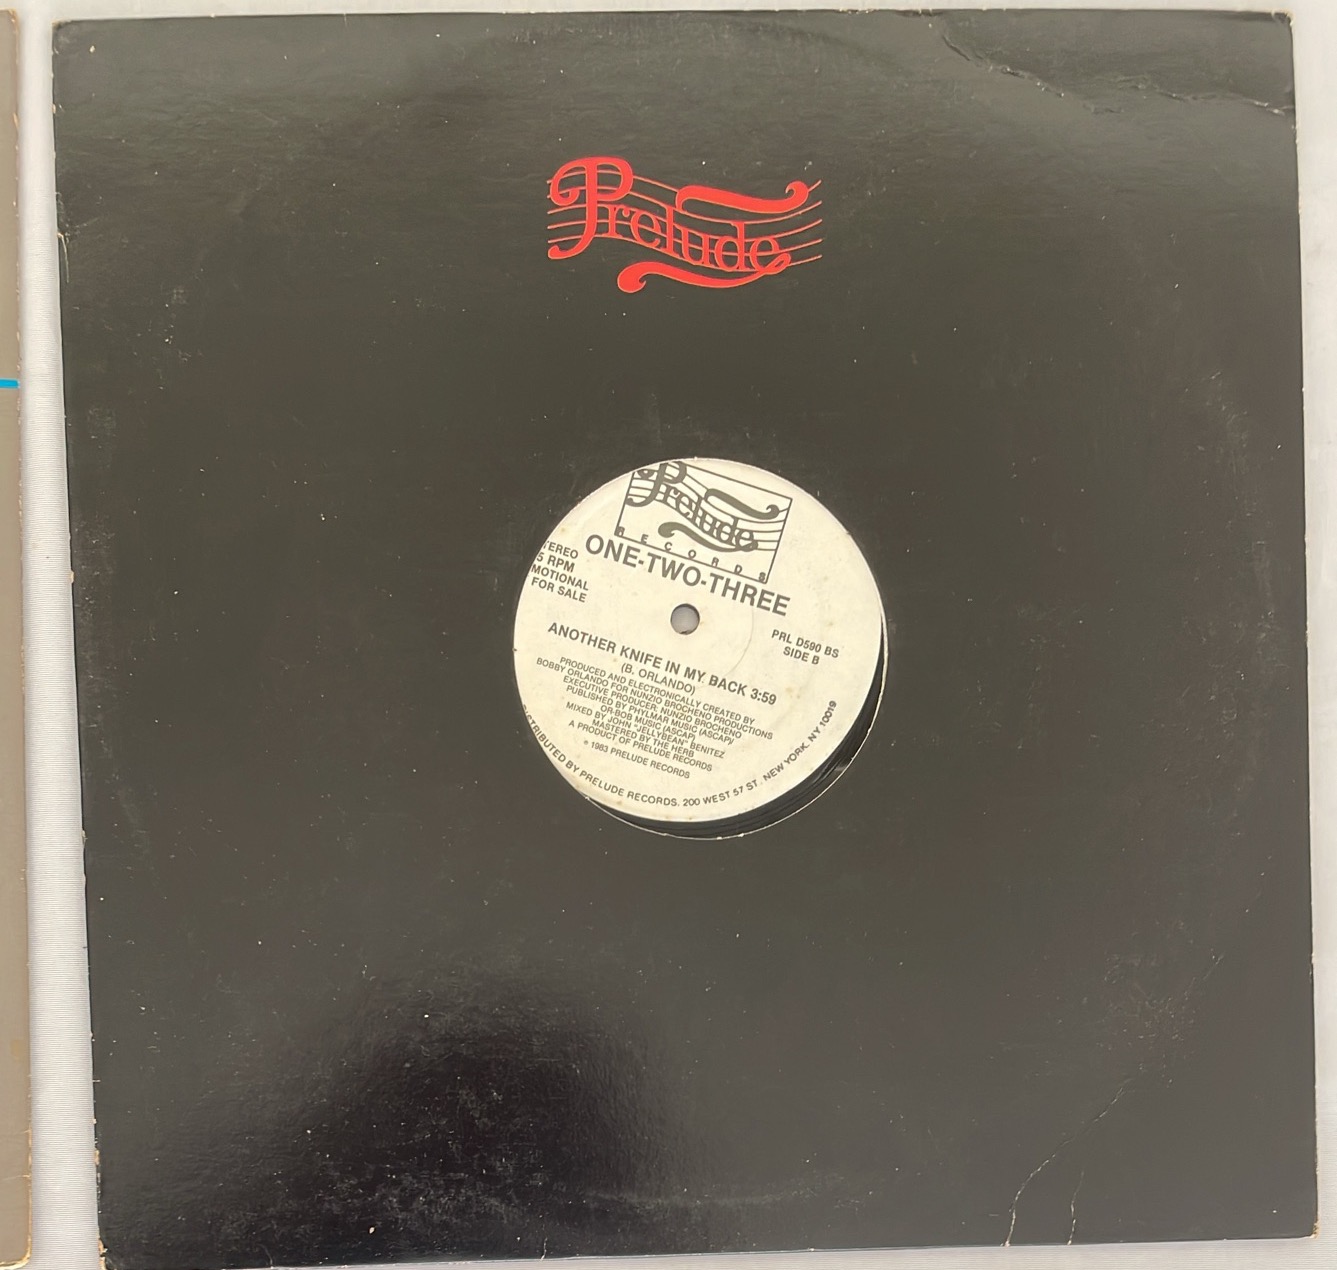 Prelude
Prelude
RECORDS
ONE-TWO-THREE
TEREO
5 RPM
MOTIONAL
FOR SALE
PRL D590 BS
SIDE B
ANOTHER KNIFE IN MY BACK 3:59
(B. ORLANDO)
PRODUCED AND ELECTRONICALLY CREATED BY
BOBBY ORLANDO FOR NUNZIO BROCHENO PRODUCTIONS
EXECUTIVE PRODUCER: NUNZIO BROCHENO
PUBLISHED BY PHYLMAR MUSIC (ASCAP)/
OR-BOB MUSIC (ASCAP)
MIXED BY JOHN "JELLYBEAN" BENITEZ
MASTERED BY THE HERB
A PRODUCT OF PRELUDE RECORDS
℗ 1983 PRELUDE RECORDS
ISTRIBUTED BY PRELUDE RECORDS. 200 WEST 57 ST. NEW YORK, NY 10019